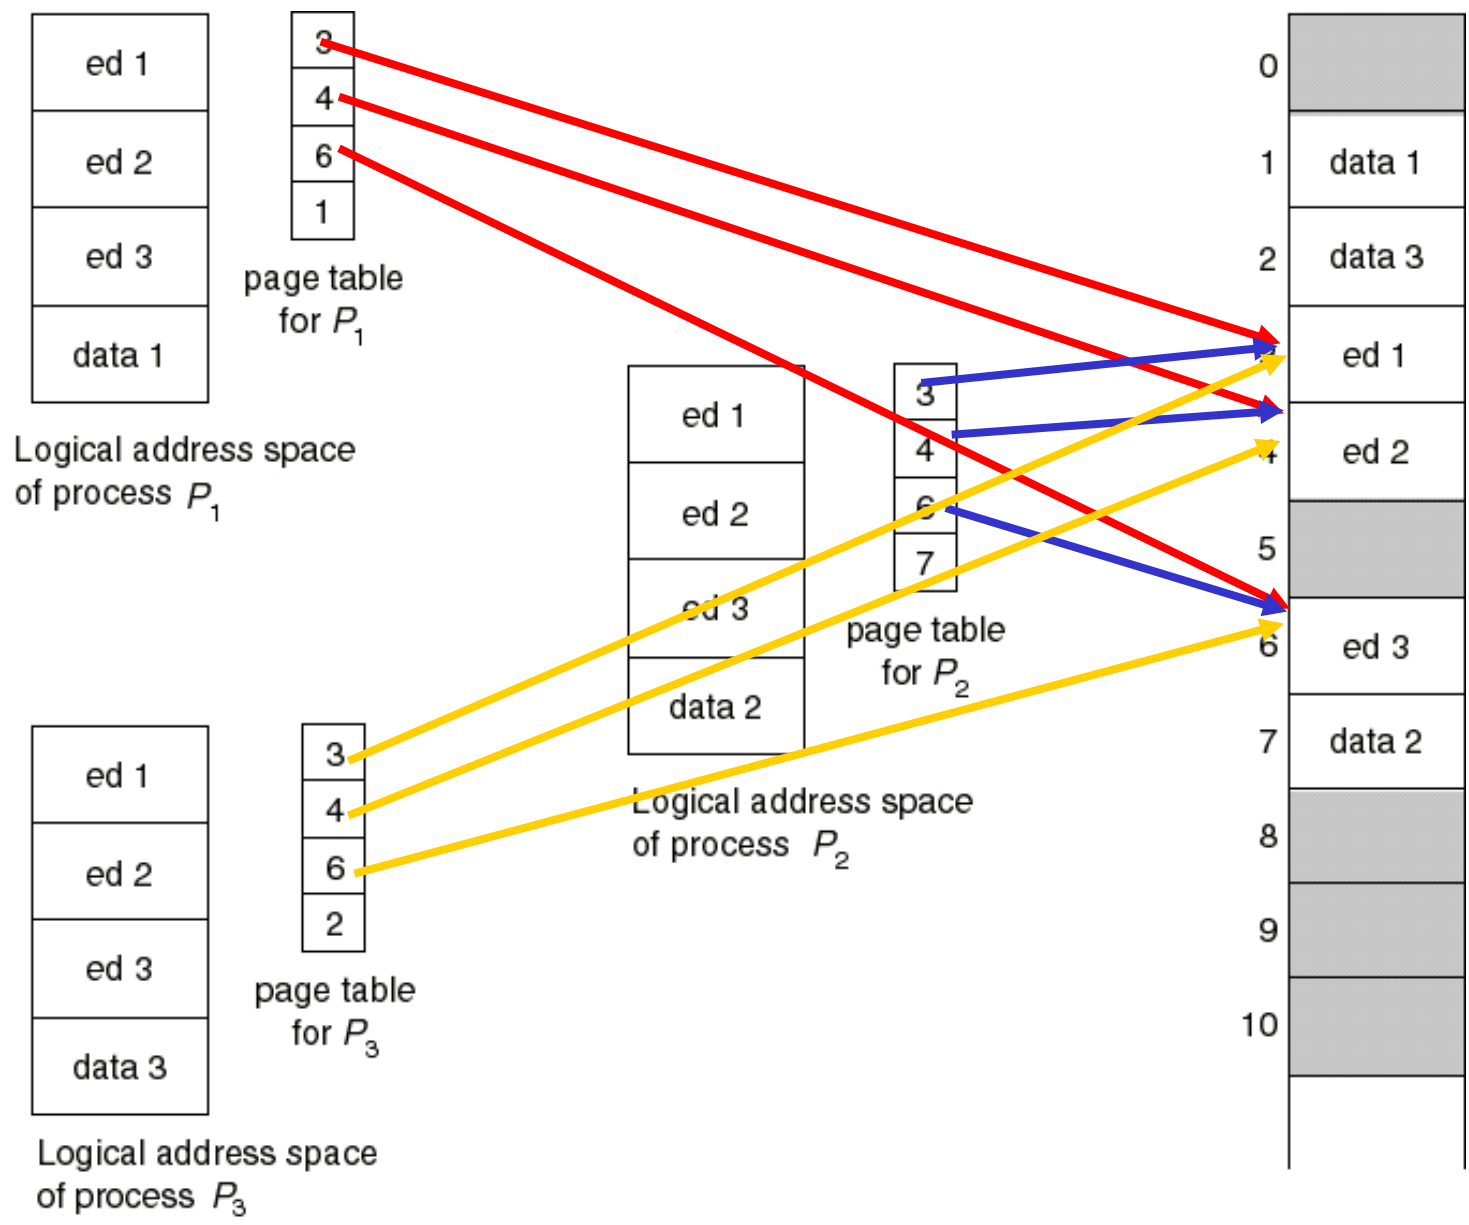 ed 1
ed 2
ed 3
data 1
3
4
6
1
page table
for P1
Logical address space
of process P1
ed 1
ed 2
ed 3
data 2
3
4
6
7
page table
for P2
Logical address space
of process P2
ed 1
ed 2
ed 3
data 3
3
4
6
2
page table
for P3
Logical address space
of process P3
0
1 data 1
2 data 3
ed 1
4 ed 2
5
6 ed 3
7 data 2
8
9
10